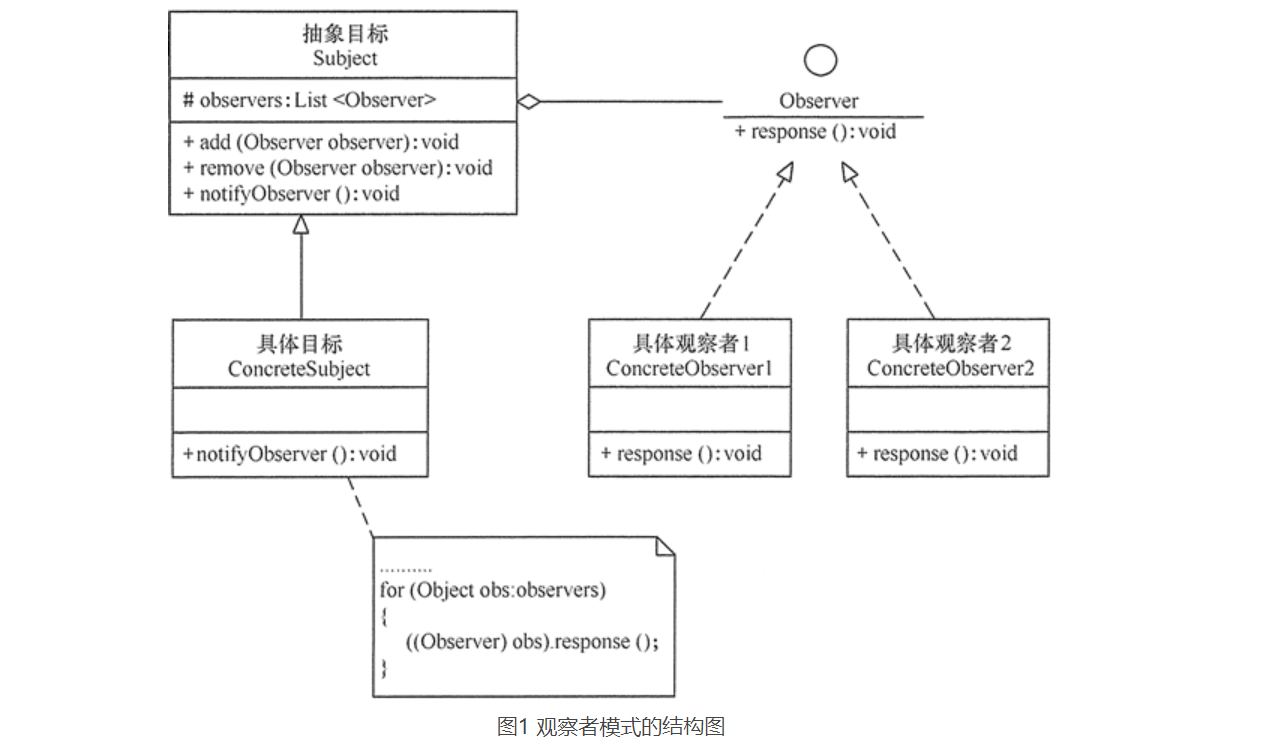 抽象目标
Subject
# observers:List <Observer>
+ add (Observer observer):void
+ remove (Observer observer):void
+ notifyObserver ():void
Observer
+ response ():void
具体目标
ConcreteSubject
+notifyObserver ():void
具体观察者1
ConcreteObserver1
+ response ():void
具体观察者2
ConcreteObserver2
+ response ():void
..........
for (Object obs:observers)
{
((Observer) obs).response ();
}
图1 观察者模式的结构图